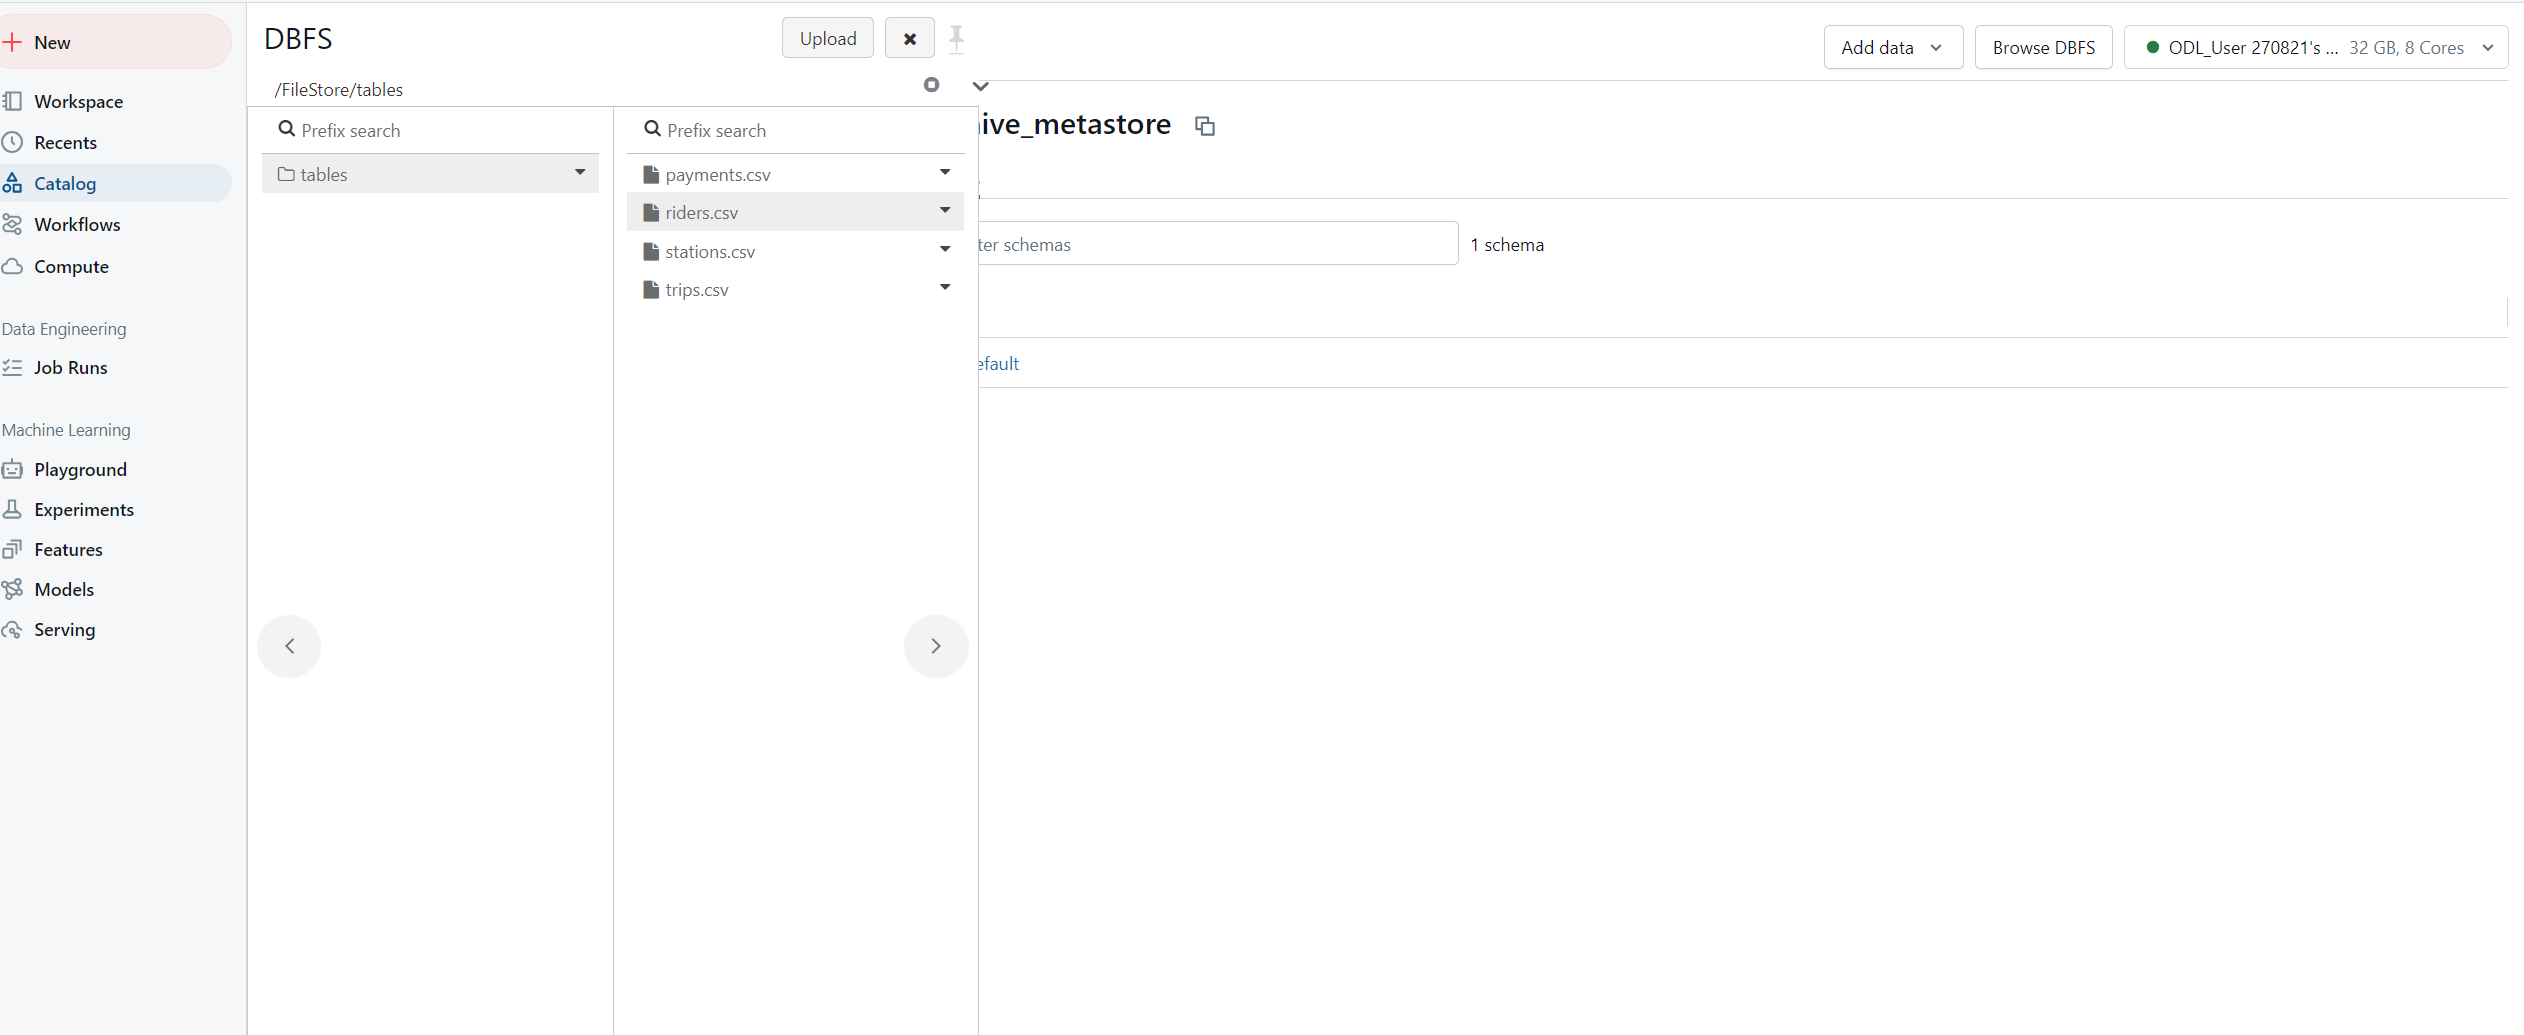 New
Workspace
Recents
Catalog
Workflows
Compute
Data Engineering
Job Runs
Machine Learning
Playground
Experiments
Features
Models
Serving
DBFS
Upload
/FileStore/tables
Prefix search
tables
Prefix search
payments.csv
riders.csv
stations.csv
trips.csv
Add data
Browse DBFS
ODL_User 270821's ... 32 GB, 8 Cores
ive_metastore
ter schemas
1 schema
efault